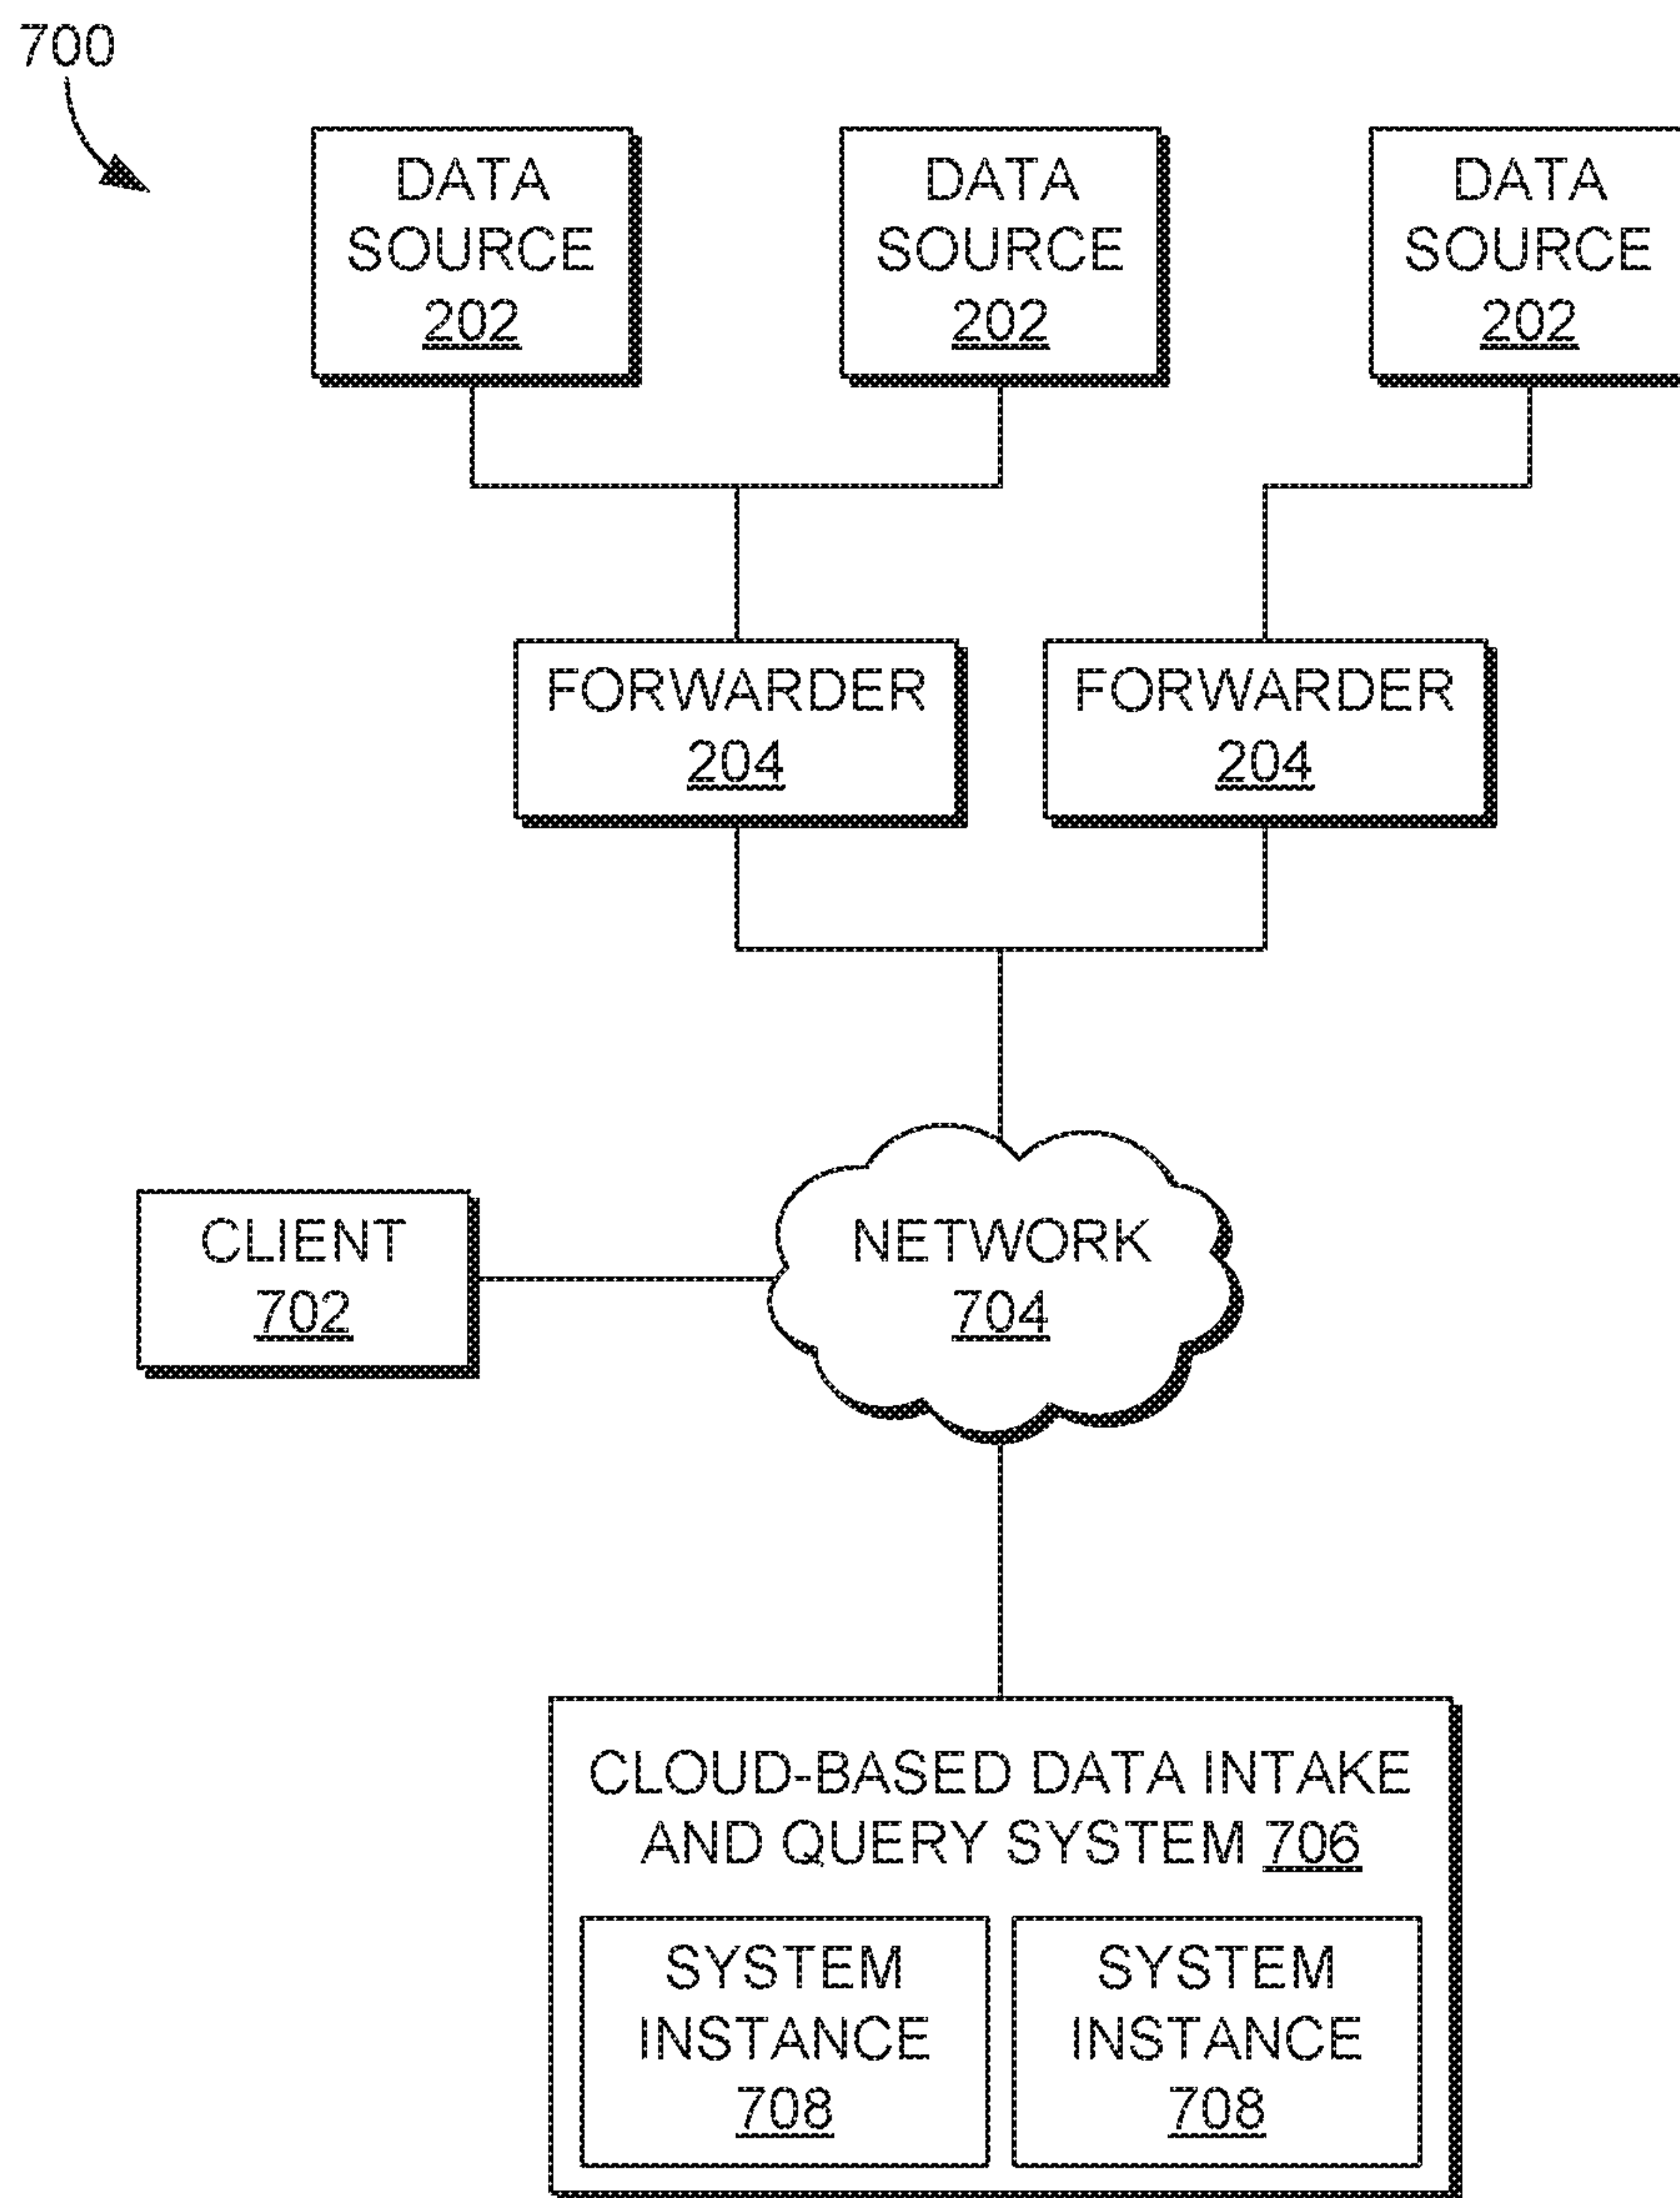 700
DATA
SOURCE
202
DATA
SOURCE
202
DATA
SOURCE
202
FORWARDER
204
FORWARDER
204
CLIENT
702
NETWORK
704
CLOUD-BASED DATA INTAKE
AND QUERY SYSTEM 706
SYSTEM
INSTANCE
708
SYSTEM
INSTANCE
708